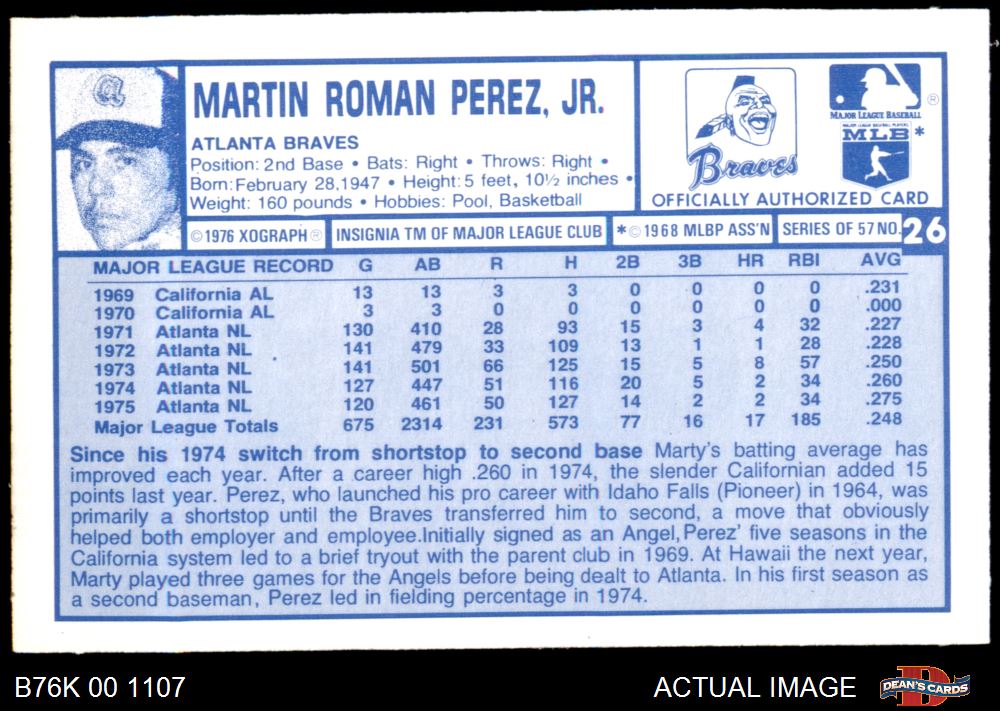 MARTIN ROMAN PEREZ, JR.
ATLANTA BRAVES
Position: 2nd Base • Bats: Right • Throws: Right •
Born: February 28, 1947 • Height: 5 feet, 10½ inches •
Weight: 160 pounds • Hobbies: Pool, Basketball
Braves
MAJOR LEAGUE BASEBALL ®
MAJOR LEAGUE BASEBALL PLAYERS
MLB*
OFFICIALLY AUTHORIZED CARD
©1976 XOGRAPH® INSIGNIA TM OF MAJOR LEAGUE CLUB *©1968 MLBP ASS'N SERIES OF 57 NO. 26
MAJOR LEAGUE RECORD G AB R H 2B 3B HR RBI AVG
1969 California AL 13 13 3 3 0 0 0 0 .231
1970 California AL 3 3 0 0 0 0 0 0 .000
1971 Atlanta NL 130 410 28 93 15 3 4 32 .227
1972 Atlanta NL 141 479 33 109 13 1 1 28 .228
1973 Atlanta NL 141 501 66 125 15 5 8 57 .250
1974 Atlanta NL 127 447 51 116 20 5 2 34 .260
1975 Atlanta NL 120 461 50 127 14 2 2 34 .275
Major League Totals 675 2314 231 573 77 16 17 185 .248
Since his 1974 switch from shortstop to second base Marty's batting average has
improved each year. After a career high .260 in 1974, the slender Californian added 15
points last year. Perez, who launched his pro career with Idaho Falls (Pioneer) in 1964, was
primarily a shortstop until the Braves transferred him to second, a move that obviously
helped both employer and employee.Initially signed as an Angel, Perez' five seasons in the
California system led to a brief tryout with the parent club in 1969. At Hawaii the next year,
Marty played three games for the Angels before being dealt to Atlanta. In his first season as
a second baseman, Perez led in fielding percentage in 1974.
B76K 00 1107 ACTUAL IMAGE DEAN'S CARDS